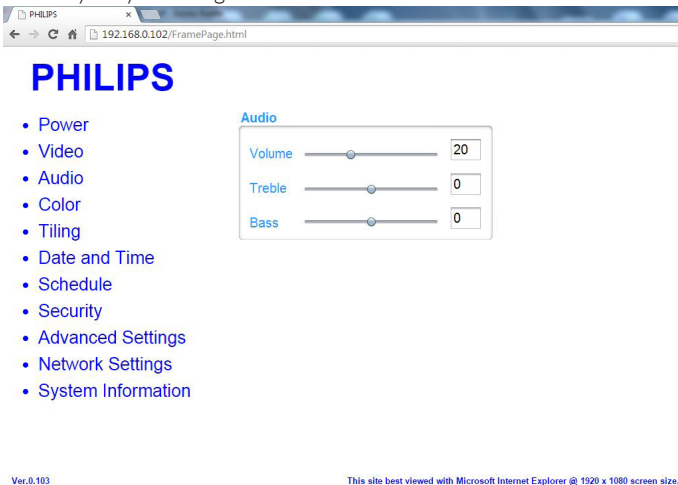 PHILIPS
192.168.0.102/FramePage.html
PHILIPS
Power
Video
Audio
Color
Tiling
Date and Time
Schedule
Security
Advanced Settings
Network Settings
System Information
Audio
Volume 20
Treble 0
Bass 0
Ver.0.103
This site best viewed with Microsoft Internet Explorer @ 1920 x 1080 screen size.